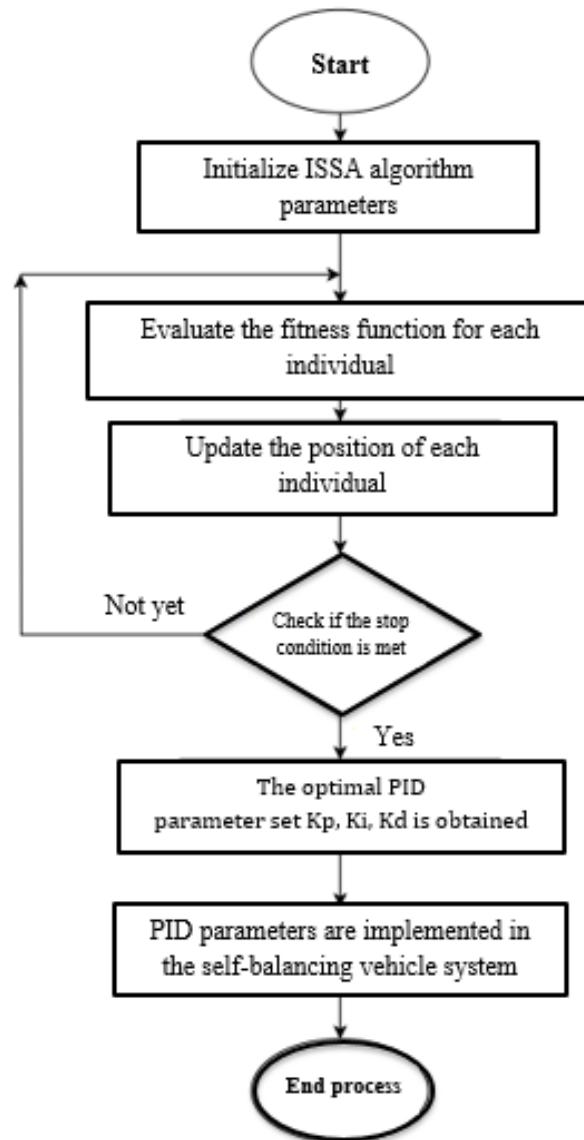 Start
Initialize ISSA algorithm
parameters
Evaluate the fitness function for each
individual
Update the position of each
individual
Not yet
Check if the stop
condition is met
Yes
The optimal PID
parameter set Kp, Ki, Kd is obtained
PID parameters are implemented in
the self-balancing vehicle system
End process